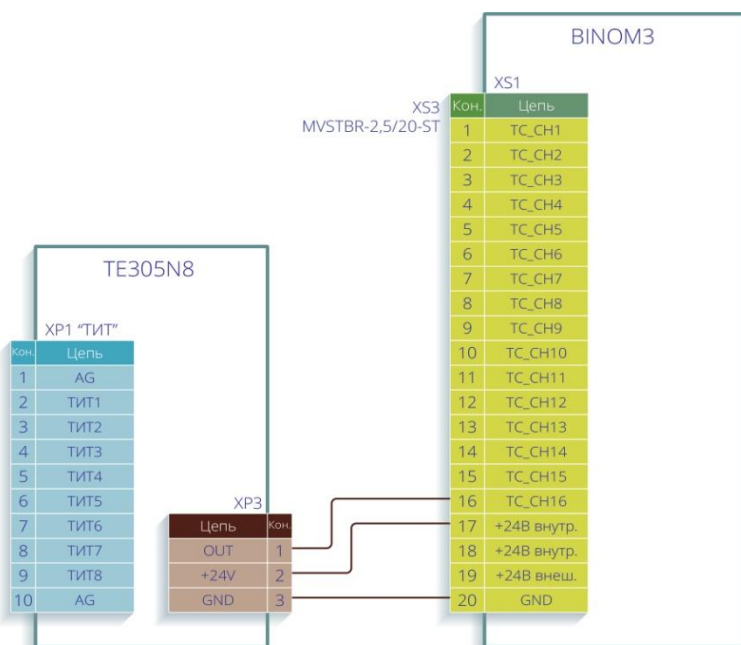 BINOM3
XS1
XS3
MVSTBR-2,5/20-ST
Кон. Цепь
1 TC_CH1
2 TC_CH2
3 TC_CH3
4 TC_CH4
5 TC_CH5
6 TC_CH6
7 TC_CH7
8 TC_CH8
9 TC_CH9
10 TC_CH10
11 TC_CH11
12 TC_CH12
13 TC_CH13
14 TC_CH14
15 TC_CH15
16 TC_CH16
17 +24В внутр.
18 +24В внутр.
19 +24В внеш.
20 GND
TE305N8
XP1 “ТИТ”
Кон. Цепь
1 AG
2 ТИТ1
3 ТИТ2
4 ТИТ3
5 ТИТ4
6 ТИТ5
7 ТИТ6
8 ТИТ7
9 ТИТ8
10 AG
XP3
Цепь Кон.
OUT 1
+24V 2
GND 3